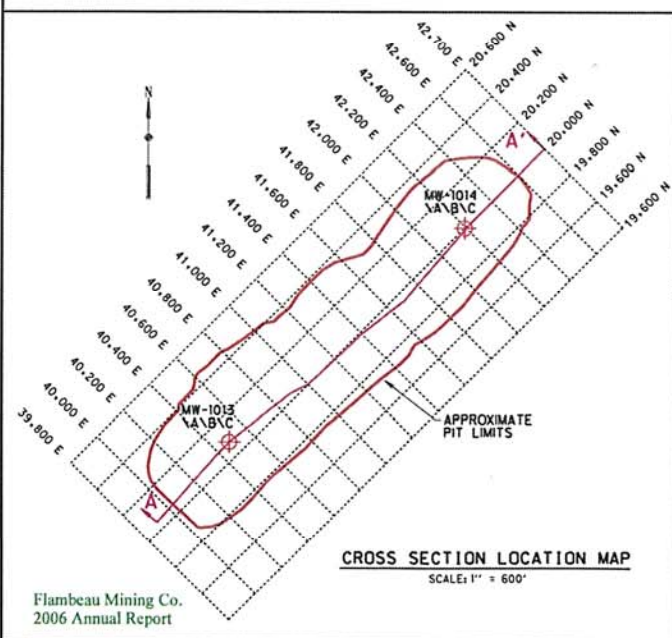 42,700 E
42,600 E
42,400 E
42,200 E
42,000 E
41,800 E
41,600 E
41,400 E
41,200 E
41,000 E
40,800 E
40,600 E
40,400 E
40,200 E
40,000 E
39,800 E
20,600 N
20,400 N
20,200 N
20,000 N
19,800 N
19,600 N
19,600 N
N
A'
MW-1014
\A\B\C
MW-1013
\A\B\C
A
APPROXIMATE
PIT LIMITS
CROSS SECTION LOCATION MAP
SCALE: 1" = 600'
Flambeau Mining Co.
2006 Annual Report